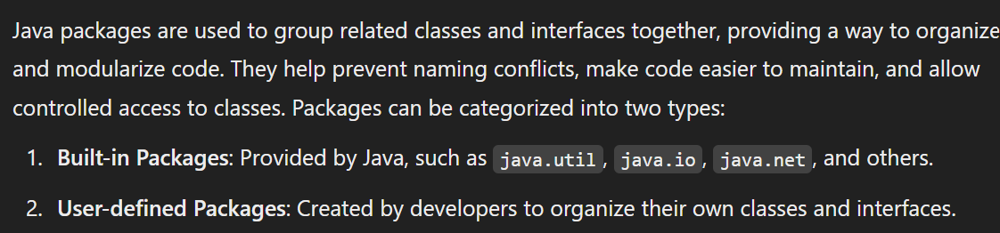 Java packages are used to group related classes and interfaces together, providing a way to organize
and modularize code. They help prevent naming conflicts, make code easier to maintain, and allow
controlled access to classes. Packages can be categorized into two types:
1. Built-in Packages: Provided by Java, such as java.util, java.io, java.net, and others.
2. User-defined Packages: Created by developers to organize their own classes and interfaces.